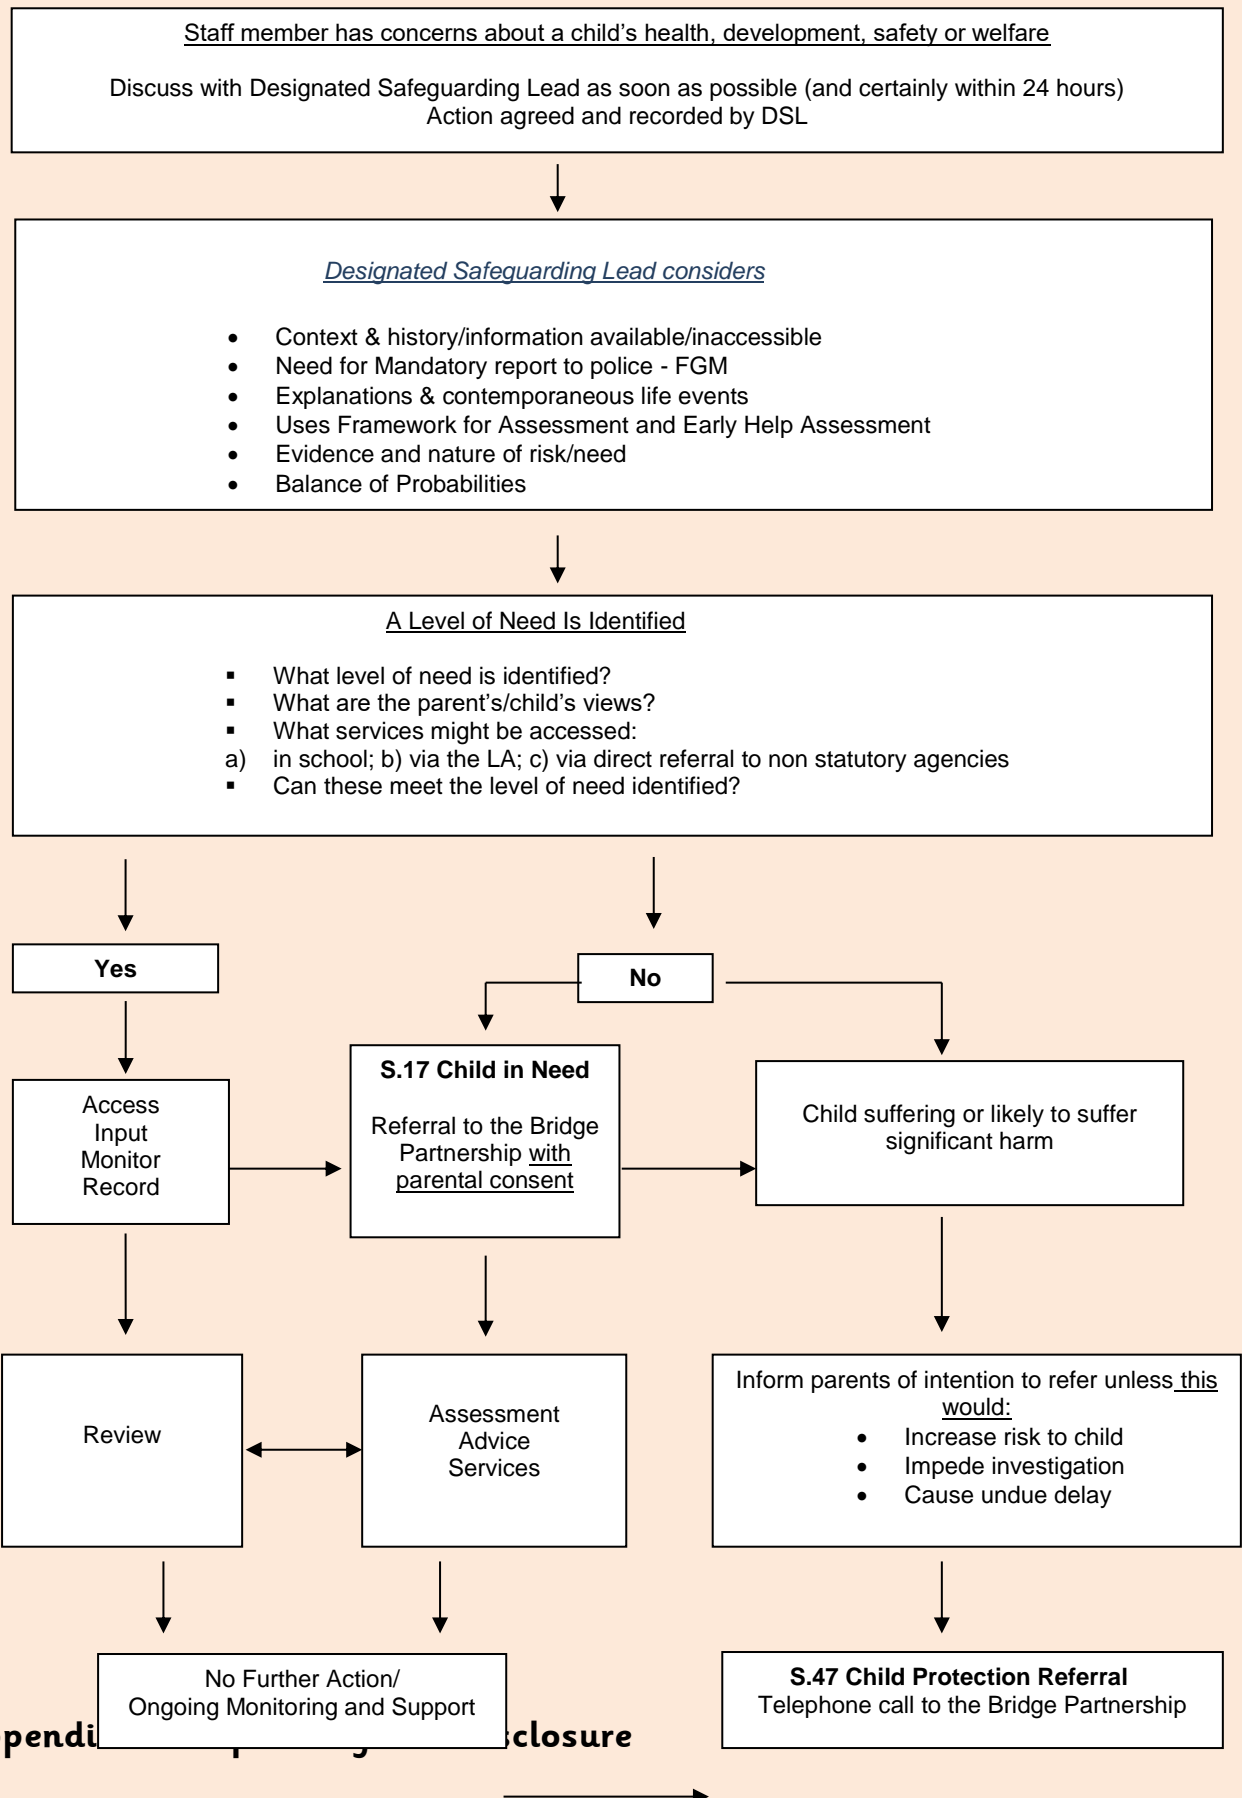 Staff member has concerns about a child’s health, development, safety or welfare
Discuss with Designated Safeguarding Lead as soon as possible (and certainly within 24 hours)
Action agreed and recorded by DSL
Designated Safeguarding Lead considers
• Context & history/information available/inaccessible
• Need for Mandatory report to police - FGM
• Explanations & contemporaneous life events
• Uses Framework for Assessment and Early Help Assessment
• Evidence and nature of risk/need
• Balance of Probabilities
A Level of Need Is Identified
▪ What level of need is identified?
▪ What are the parent’s/child’s views?
▪ What services might be accessed:
a) in school; b) via the LA; c) via direct referral to non statutory agencies
▪ Can these meet the level of need identified?
Yes
No
Access
Input
Monitor
Record
S.17 Child in Need
Referral to the Bridge
Partnership with
parental consent
Child suffering or likely to suffer
significant harm
Review
Assessment
Advice
Services
Inform parents of intention to refer unless this
would:
• Increase risk to child
• Impede investigation
• Cause undue delay
No Further Action/
Ongoing Monitoring and Support
S.47 Child Protection Referral
Telephone call to the Bridge Partnership